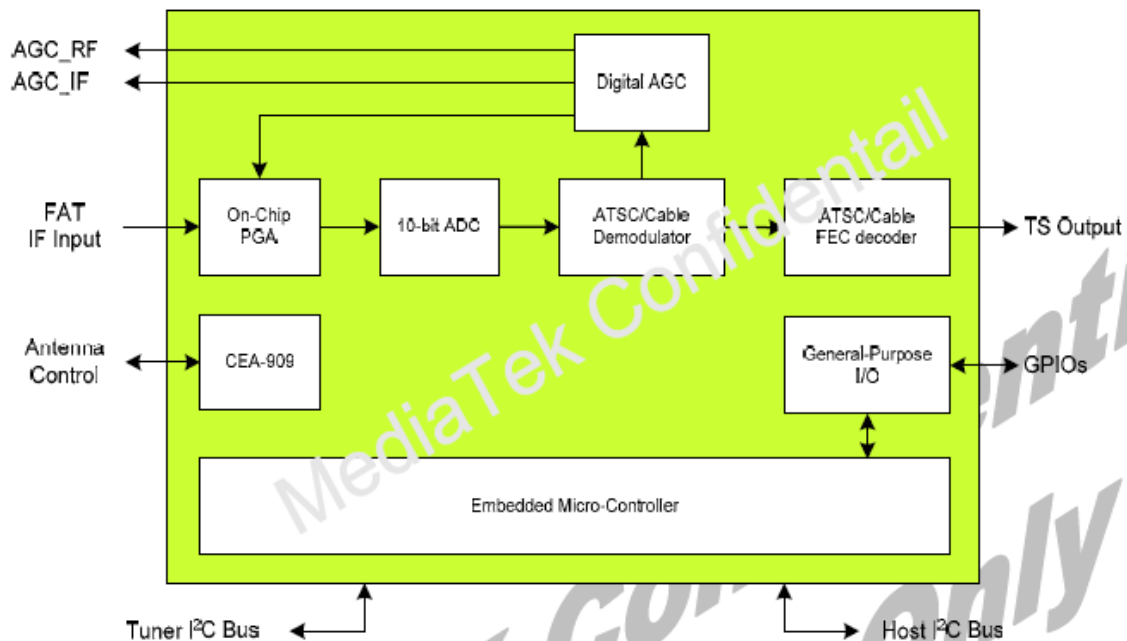 AGC_RF
AGC_IF
Digital AGC
FAT
IF Input
On-Chip
PGA
10-bit ADC
ATSC/Cable
Demodulator
ATSC/Cable
FEC decoder
TS Output
Antenna
Control
CEA-909
General-Purpose
I/O
GPIOs
Embedded Micro-Controller
Tuner I²C Bus
Host I²C Bus
MediaTek Confidentail
Only